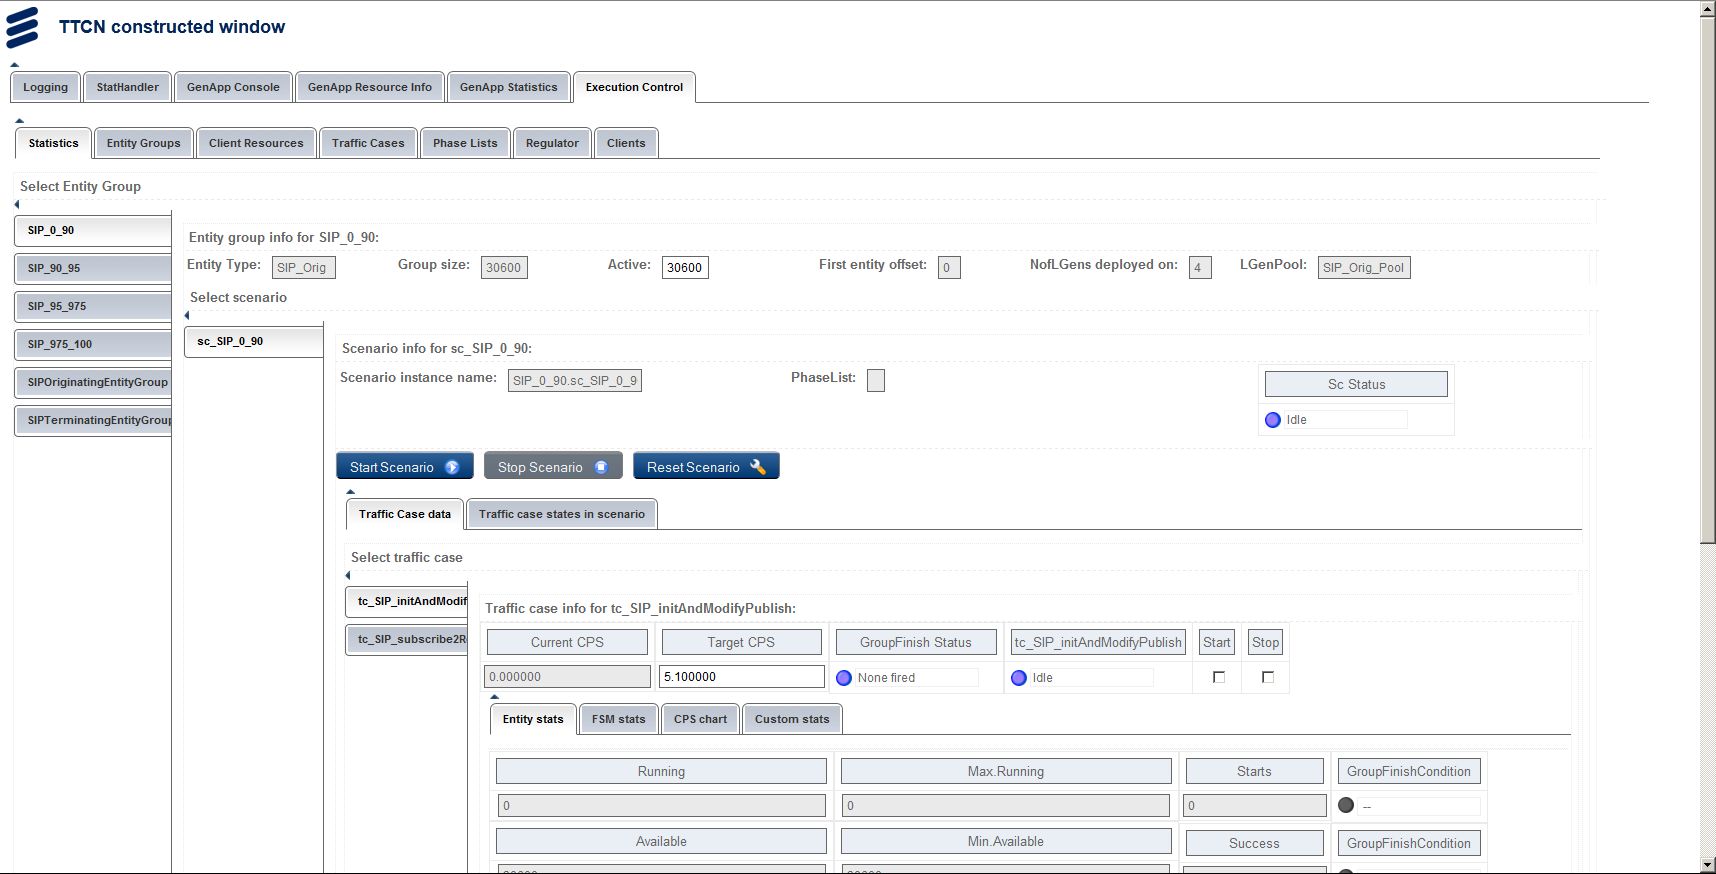 TTCN constructed window
Logging StatHandler GenApp Console GenApp Resource Info GenApp Statistics Execution Control
Statistics Entity Groups Client Resources Traffic Cases Phase Lists Regulator Clients
Select Entity Group
SIP_0_90
SIP_90_95
SIP_95_975
SIP_975_100
SIPOriginatingEntityGroup
SIPTerminatingEntityGroup
Entity group info for SIP_0_90:
Entity Type: SIP_Orig Group size: 30600 Active: 30600 First entity offset: 0 NofLGens deployed on: 4 LGenPool: SIP_Orig_Pool
Select scenario
sc_SIP_0_90
Scenario info for sc_SIP_0_90:
Scenario instance name: SIP_0_90.sc_SIP_0_9 PhaseList:
Sc Status
Idle
Start Scenario Stop Scenario Reset Scenario
Traffic Case data Traffic case states in scenario
Select traffic case
tc_SIP_initAndModif
tc_SIP_subscribe2R
Traffic case info for tc_SIP_initAndModifyPublish:
Current CPS Target CPS GroupFinish Status tc_SIP_initAndModifyPublish Start Stop
0.000000 5.100000 None fired Idle
Entity stats FSM stats CPS chart Custom stats
Running Max.Running Starts GroupFinishCondition
0 0 0 --
Available Min.Available Success GroupFinishCondition